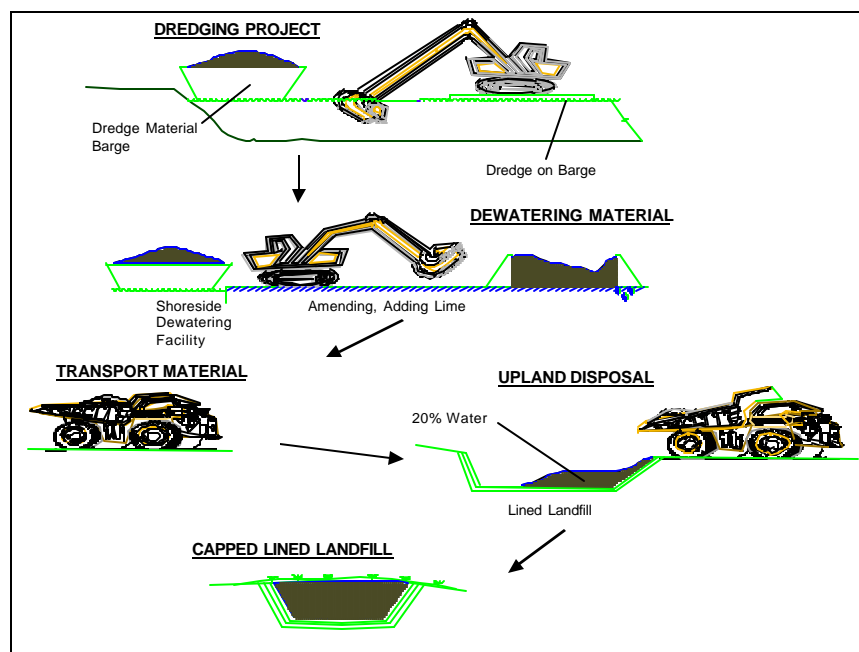 DREDGING PROJECT
Dredge Material
Barge
Dredge on Barge
DEWATERING MATERIAL
Shoreside
Dewatering
Facility
Amending, Adding Lime
TRANSPORT MATERIAL
UPLAND DISPOSAL
20% Water
Lined Landfill
CAPPED LINED LANDFILL